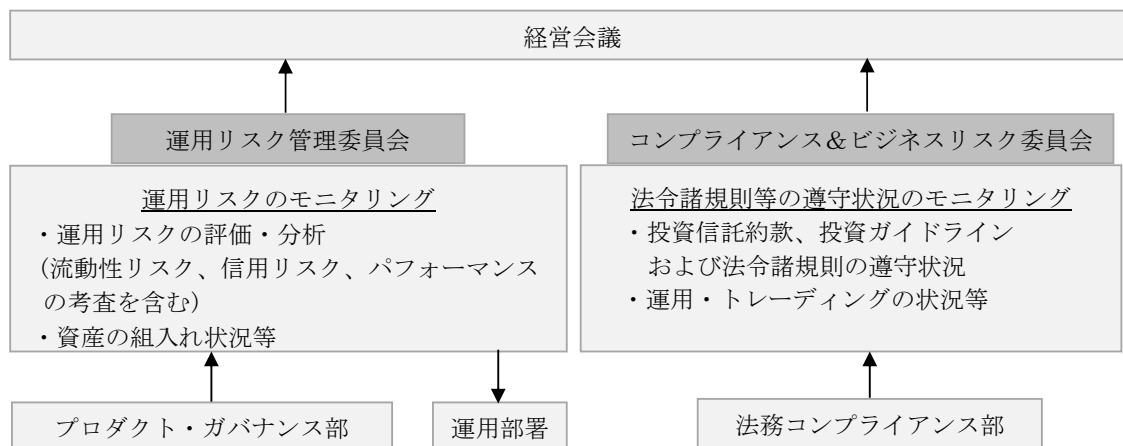 経営会議
運用リスク管理委員会
運用リスクのモニタリング
・運用リスクの評価・分析
(流動性リスク、信用リスク、パフォーマンス
の考査を含む)
・資産の組入れ状況等
コンプライアンス＆ビジネスリスク委員会
法令諸規則等の遵守状況のモニタリング
・投資信託約款、投資ガイドライン
および法令諸規則の遵守状況
・運用・トレーディングの状況等
プロダクト・ガバナンス部
運用部署
法務コンプライアンス部